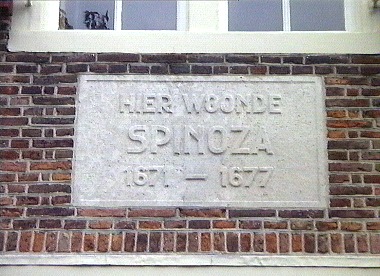 HIER WOONDE
SPINOZA
1671 — 1677